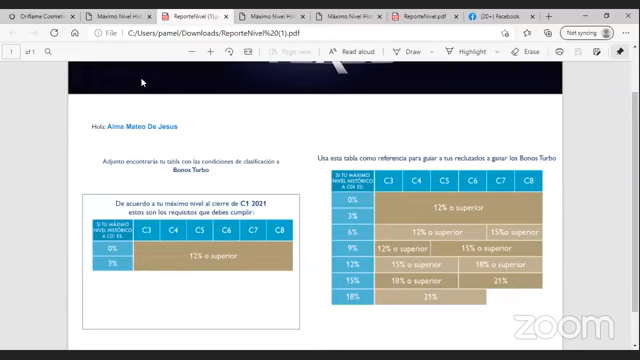 Oriflame Cosmet
Máximo Nivel His
ReporteNivel (1).
Máximo Nivel His
Máximo Nivel His
ReporteNivel.pdf
(20+) Facebook
File
C:/Users/pamel/Downloads/ReporteNivel%20(1).pdf
Not syncing
1 of 1
Page view
Read aloud
Draw
Highlight
Erase
Hola: Alma Mateo De Jesus
Adjunto encontrarás tu tabla con las condiciones de clasificación a
Bonos Turbo
De acuerdo a tu máximo nivel al cierre de C1 2021
estos son los requisitos que debes cumplir:
SI TU MÁXIMO
NIVEL HISTÓRICO
A CD1 ES:
C3 C4 C5 C6 C7 C8
0%
3%
12% o superior
Usa esta tabla como referencia para guiar a tus reclutados a ganar los Bonos Turbo
SI TU MÁXIMO
NIVEL HISTÓRICO
A CD1 ES:
C3 C4 C5 C6 C7 C8
0%
3%
12% o superior
6% 12% o superior 15%o superior
9% 12% o superior 15% o superior
12% 15% o superior 18% o superior
15% 18% o superior 21%
18% 21%
zoom